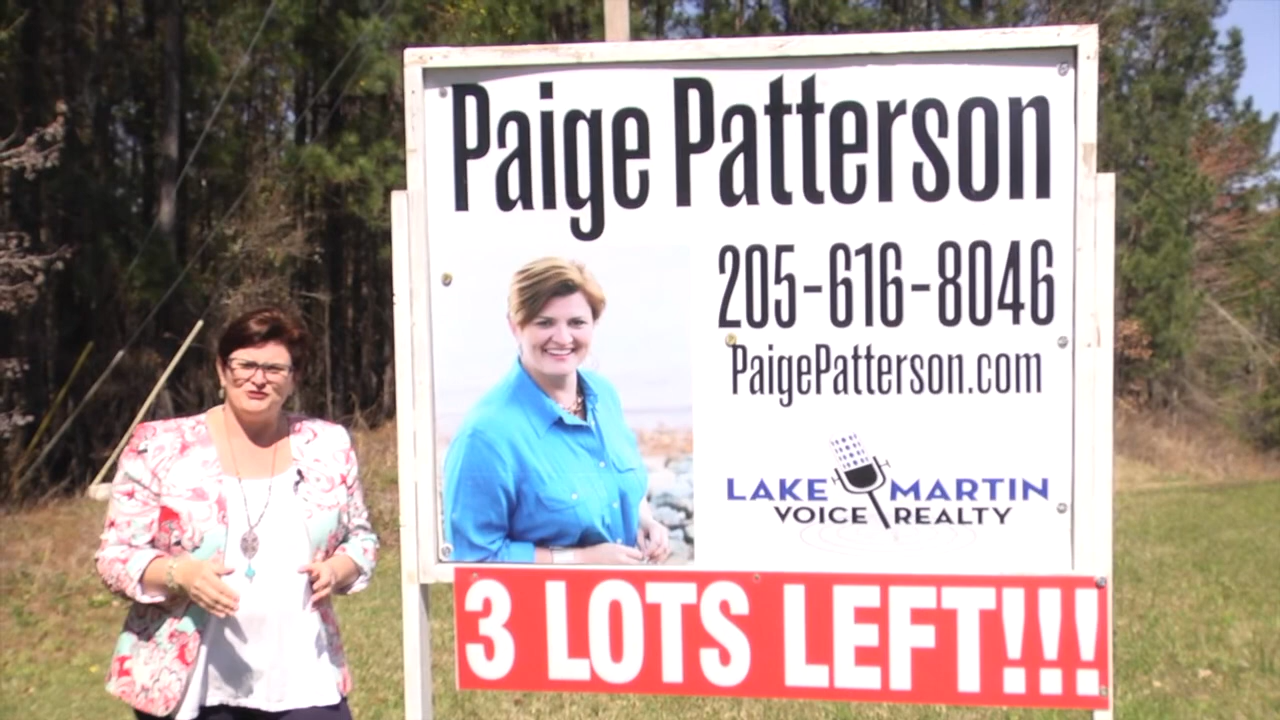 Paige Patterson
205-616-8046
PaigePatterson.com
LAKE MARTIN
VOICE REALTY
3 LOTS LEFT!!!